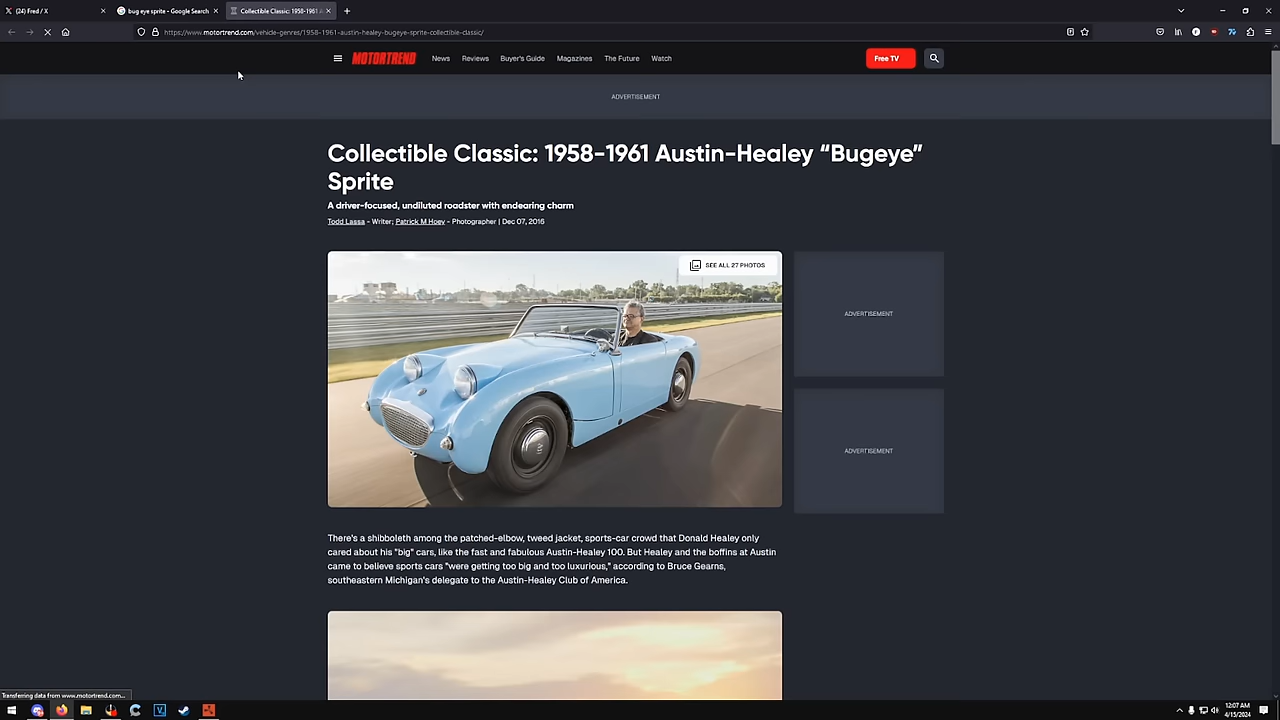 (24) Fred / X
bug eye sprite - Google Search
Collectible Classic: 1958-1961 A
https://www.motortrend.com/vehicle-genres/1958-1961-austin-healey-bugeye-sprite-collectible-classic/
MOTORTREND
News
Reviews
Buyer's Guide
Magazines
The Future
Watch
Free TV
ADVERTISEMENT
Collectible Classic: 1958-1961 Austin-Healey “Bugeye”
Sprite
A driver-focused, undiluted roadster with endearing charm
Todd Lassa - Writer; Patrick M Hoey - Photographer | Dec 07, 2016
SEE ALL 27 PHOTOS
ADVERTISEMENT
ADVERTISEMENT
There's a shibboleth among the patched-elbow, tweed jacket, sports-car crowd that Donald Healey only
cared about his "big" cars, like the fast and fabulous Austin-Healey 100. But Healey and the boffins at Austin
came to believe sports cars "were getting too big and too luxurious," according to Bruce Gearns,
southeastern Michigan's delegate to the Austin-Healey Club of America.
Transferring data from www.motortrend.com...
12:07 AM
4/15/2024